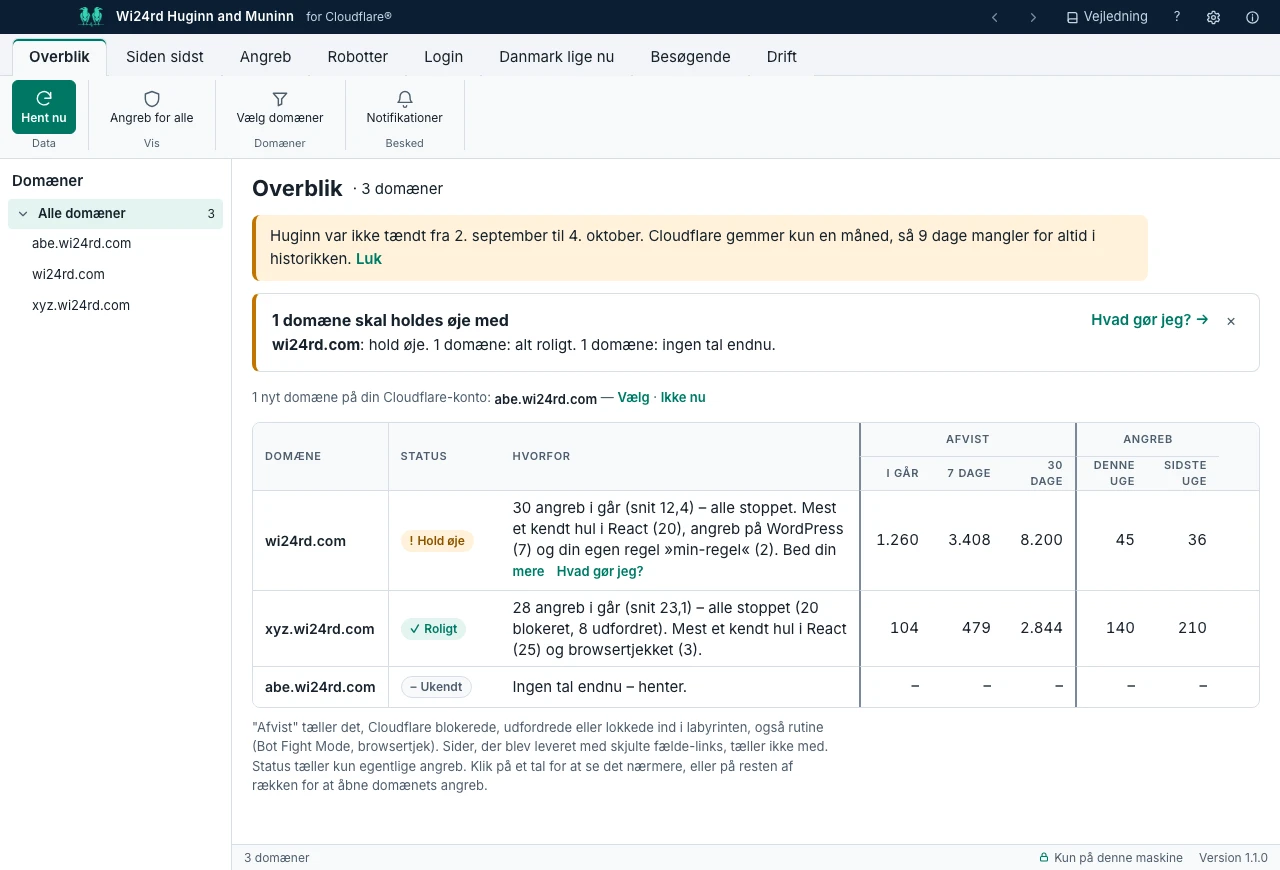 Wi24rd Huginn and Muninn for Cloudflare®
Vejledning ?
Overblik Siden sidst Angreb Robotter Login Danmark lige nu Besøgende Drift
Hent nu Angreb for alle Vælg domæner Notifikationer
Data Vis Domæner Besked
Domæner
Alle domæner 3
abe.wi24rd.com
wi24rd.com
xyz.wi24rd.com
Overblik · 3 domæner
Huginn var ikke tændt fra 2. september til 4. oktober. Cloudflare gemmer kun en måned, så 9 dage mangler for altid i
historikken. Luk
1 domæne skal holdes øje med
Hvad gør jeg? → ×
wi24rd.com: hold øje. 1 domæne: alt roligt. 1 domæne: ingen tal endnu.
1 nyt domæne på din Cloudflare-konto: abe.wi24rd.com — Vælg · Ikke nu
AFVIST ANGREB
DOMÆNE STATUS HVORFOR
I GÅR 7 DAGE 30 DAGE DENNE UGE SIDSTE UGE
30 angreb i går (snit 12,4) – alle stoppet. Mest
et kendt hul i React (20), angreb på WordPress
wi24rd.com ! Hold øje 1.260 3.408 8.200 45 36
(7) og din egen regel »min-regel« (2). Bed din
mere Hvad gør jeg?
28 angreb i går (snit 23,1) – alle stoppet (20
xyz.wi24rd.com ✓ Roligt blokeret, 8 udfordret). Mest et kendt hul i React 104 479 2.844 140 210
(25) og browsertjekket (3).
abe.wi24rd.com – Ukendt Ingen tal endnu – henter. – – – – –
"Afvist" tæller det, Cloudflare blokerede, udfordrede eller lokkede ind i labyrinten, også rutine
(Bot Fight Mode, browsertjek). Sider, der blev leveret med skjulte fælde-links, tæller ikke med.
Status tæller kun egentlige angreb. Klik på et tal for at se det nærmere, eller på resten af
rækken for at åbne domænets angreb.
3 domæner Kun på denne maskine Version 1.1.0